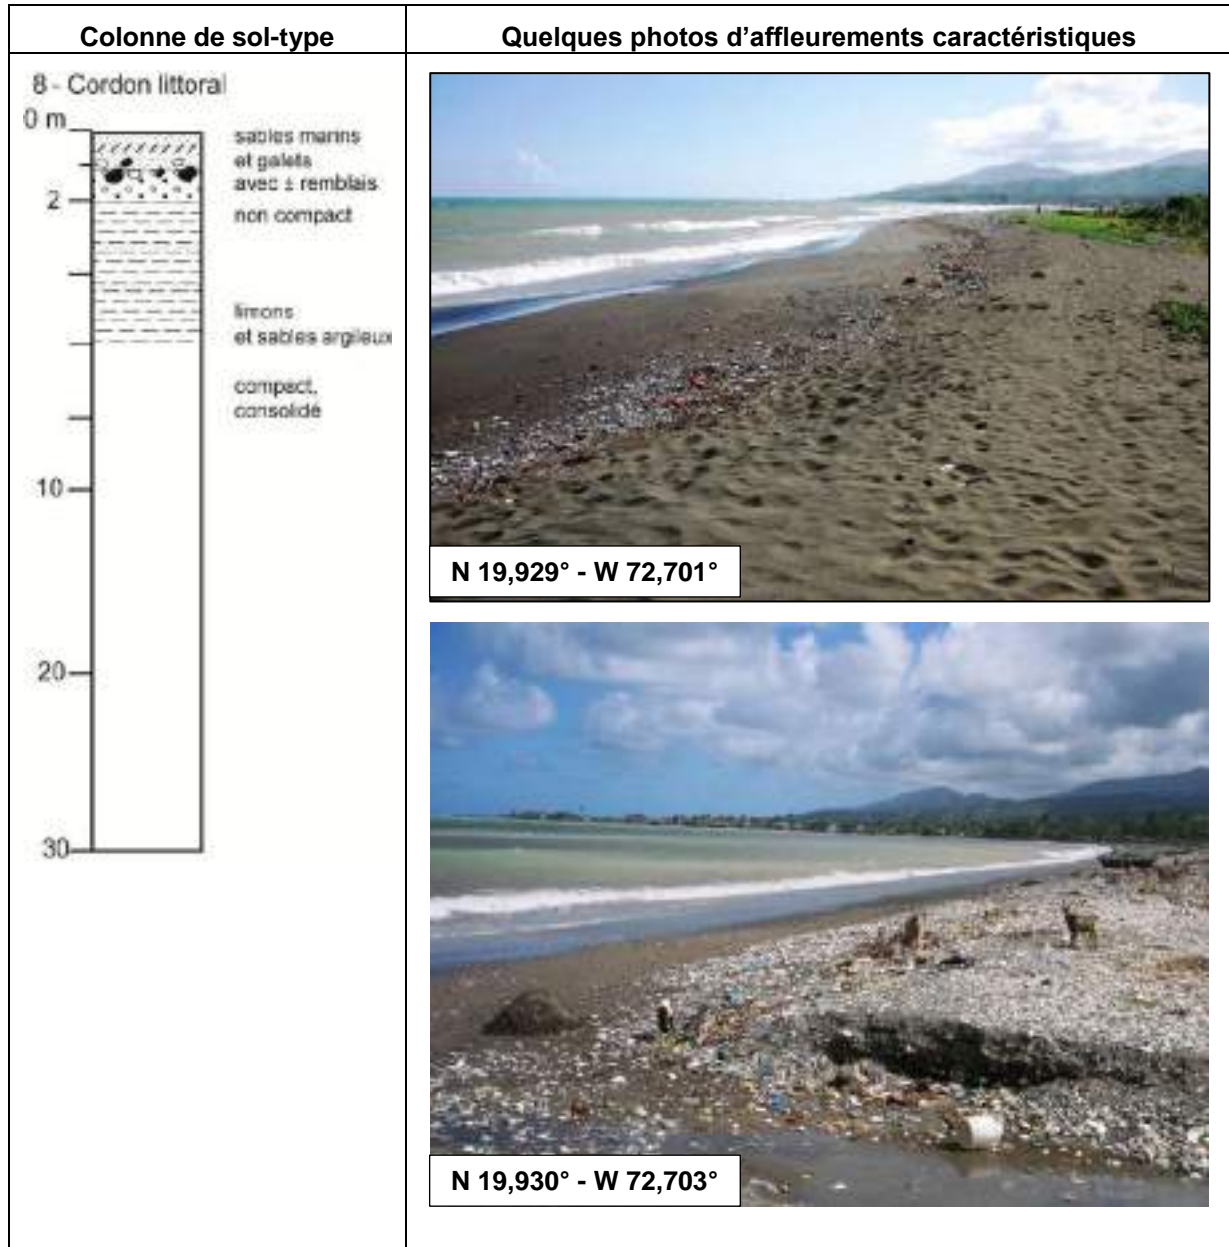 Colonne de sol-type
Quelques photos d’affleurements caractéristiques
8 - Cordon littoral
0 m
sables marins
et galets
avec ± remblais
2
non compact
limons
et sables argileux
compact,
consolidé
10
20
30
N 19,929° - W 72,701°
N 19,930° - W 72,703°